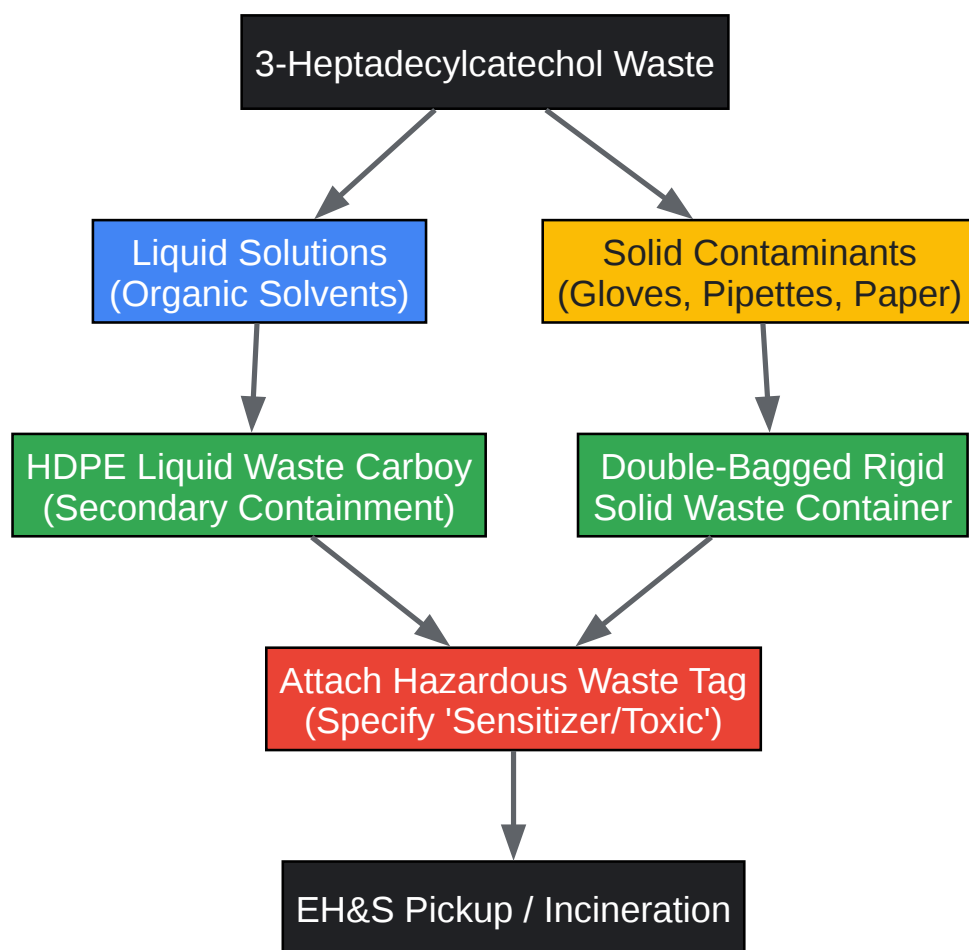 3-Heptadecylcatechol Waste
Liquid Solutions
(Organic Solvents)
Solid Contaminants
(Gloves, Pipettes, Paper)
HDPE Liquid Waste Carboy
(Secondary Containment)
Double-Bagged Rigid
Solid Waste Container
Attach Hazardous Waste Tag
(Specify 'Sensitizer/Toxic')
EH&S Pickup / Incineration